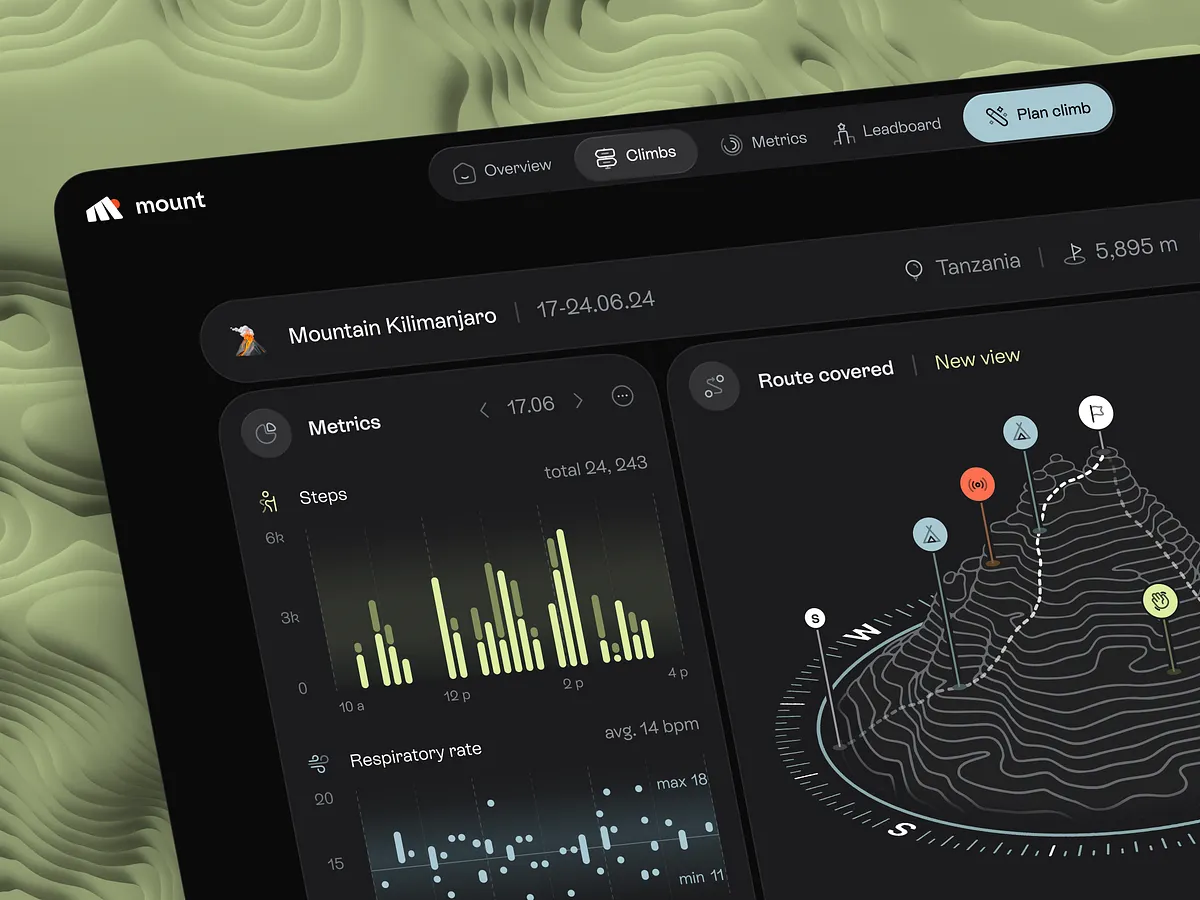 mount
Overview
Climbs
Metrics
Leadboard
Plan climb
Mountain Kilimanjaro | 17-24.06.24
Tanzania | 5,895 m
Metrics
17.06
Steps
total 24, 243
6k
3k
0
10 a
12 p
2 p
4 p
Respiratory rate
avg. 14 bpm
20
15
max 18
min 11
Route covered | New view
S
W
S